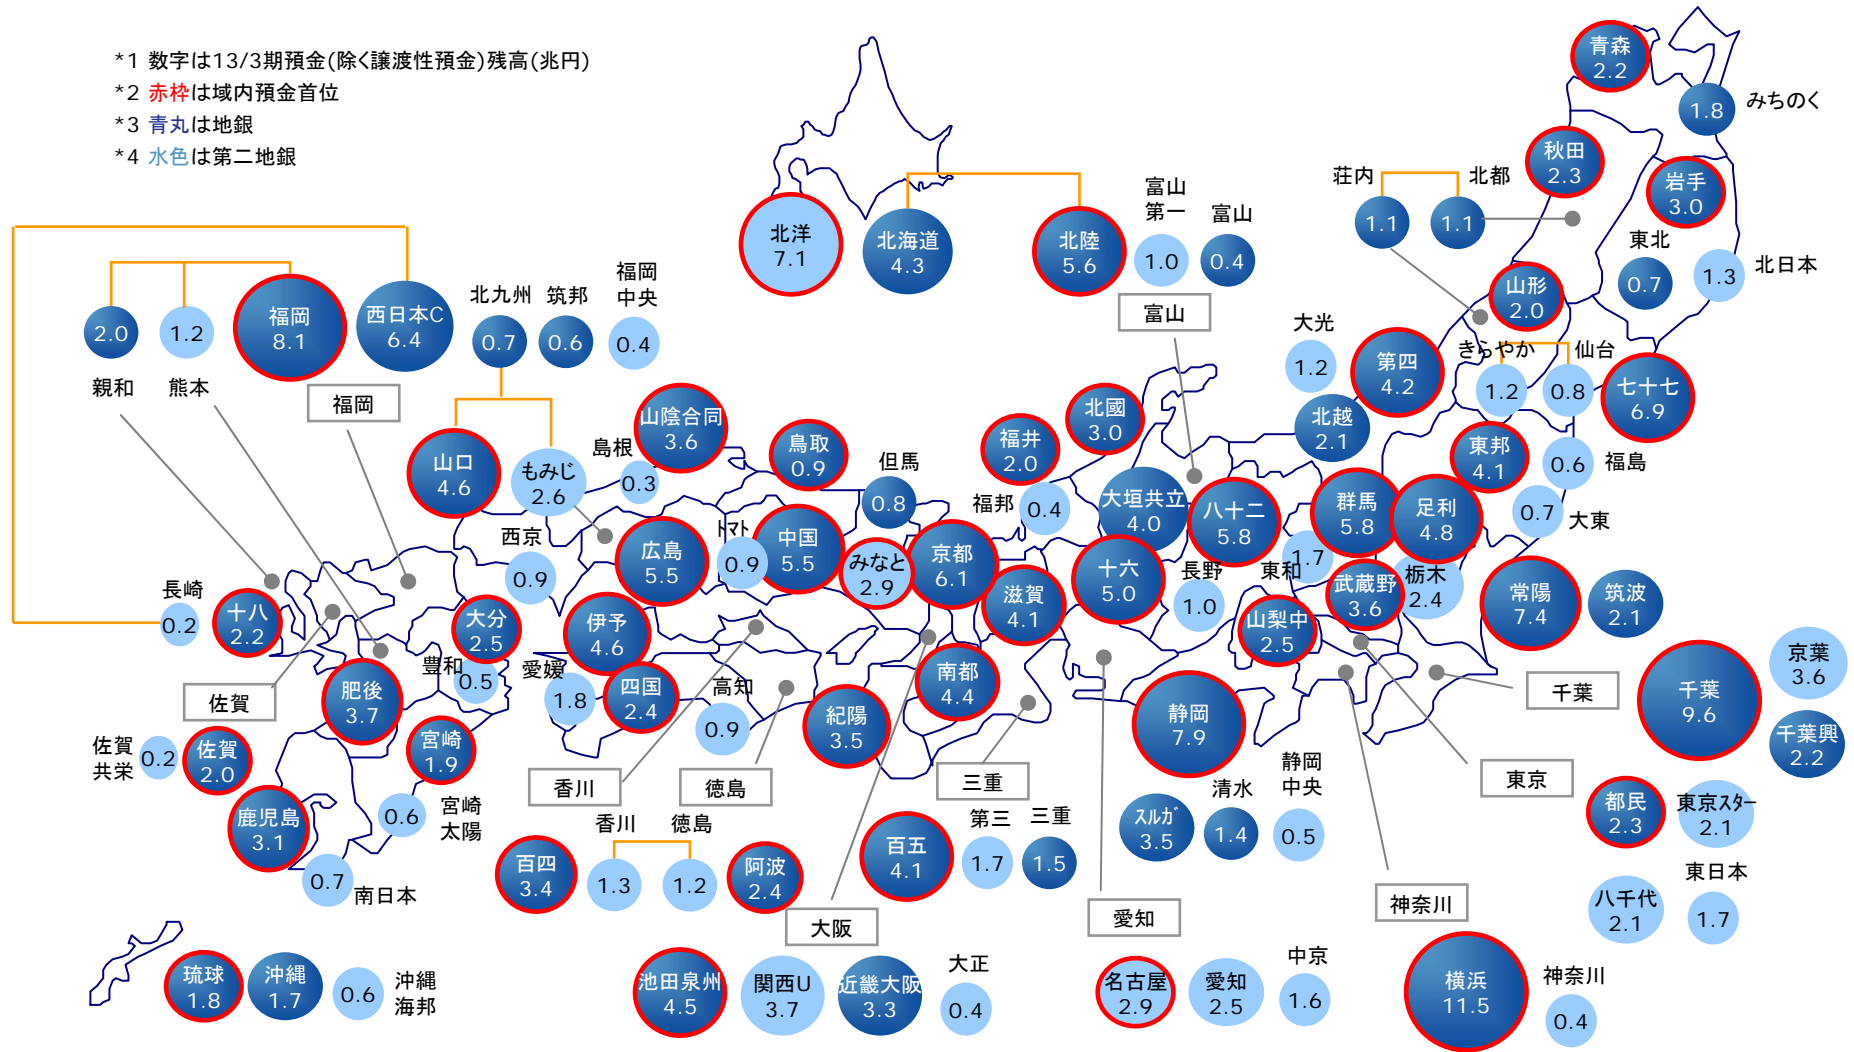 *1 数字は13/3期預金(除く譲渡性預金)残高(兆円)
*2 赤枠は域内預金首位
*3 青丸は地銀
*4 水色は第二地銀
青森
2.2
1.8
みちのく
秋田
2.3
岩手
3.0
荘内
北都
1.1
1.1
東北
0.7
1.3
北日本
山形
2.0
北洋
7.1
北海道
4.3
北陸
5.6
富山
第一
1.0
富山
0.4
富山
2.0
1.2
福岡
8.1
西日本C
6.4
北九州
0.7
筑邦
0.6
福岡
中央
0.4
親和
熊本
福岡
大光
1.2
第四
4.2
北越
2.1
きらやか
1.2
仙台
0.8
七十七
6.9
東邦
4.1
0.6
福島
0.7
大東
山口
4.6
もみじ
2.6
島根
0.3
山陰合同
3.6
鳥取
0.9
但馬
0.8
福井
2.0
北國
3.0
福邦
0.4
大垣共立
4.0
八十二
5.8
群馬
5.8
足利
4.8
西京
0.9
広島
5.5
トマト
0.9
中国
5.5
みなと
2.9
京都
6.1
滋賀
4.1
十六
5.0
長野
1.0
東和
1.7
武蔵野
3.6
栃木
2.4
常陽
7.4
筑波
2.1
長崎
0.2
十八
2.2
大分
2.5
豊和
0.5
伊予
4.6
愛媛
1.8
四国
2.4
高知
0.9
南都
4.4
紀陽
3.5
山梨中
2.5
静岡
7.9
千葉
千葉
9.6
京葉
3.6
千葉興
2.2
佐賀
肥後
3.7
佐賀
共栄
0.2
佐賀
2.0
宮崎
1.9
鹿児島
3.1
0.6
宮崎
太陽
0.7
南日本
香川
徳島
三重
東京
スルガ
3.5
清水
1.4
静岡
中央
0.5
都民
2.3
東京スター
2.1
八千代
2.1
東日本
1.7
百四
3.4
香川
1.3
徳島
1.2
阿波
2.4
百五
4.1
第三
1.7
三重
1.5
大阪
愛知
神奈川
琉球
1.8
沖縄
1.7
0.6
沖縄
海邦
池田泉州
4.5
関西U
3.7
近畿大阪
3.3
大正
0.4
名古屋
2.9
愛知
2.5
中京
1.6
横浜
11.5
神奈川
0.4